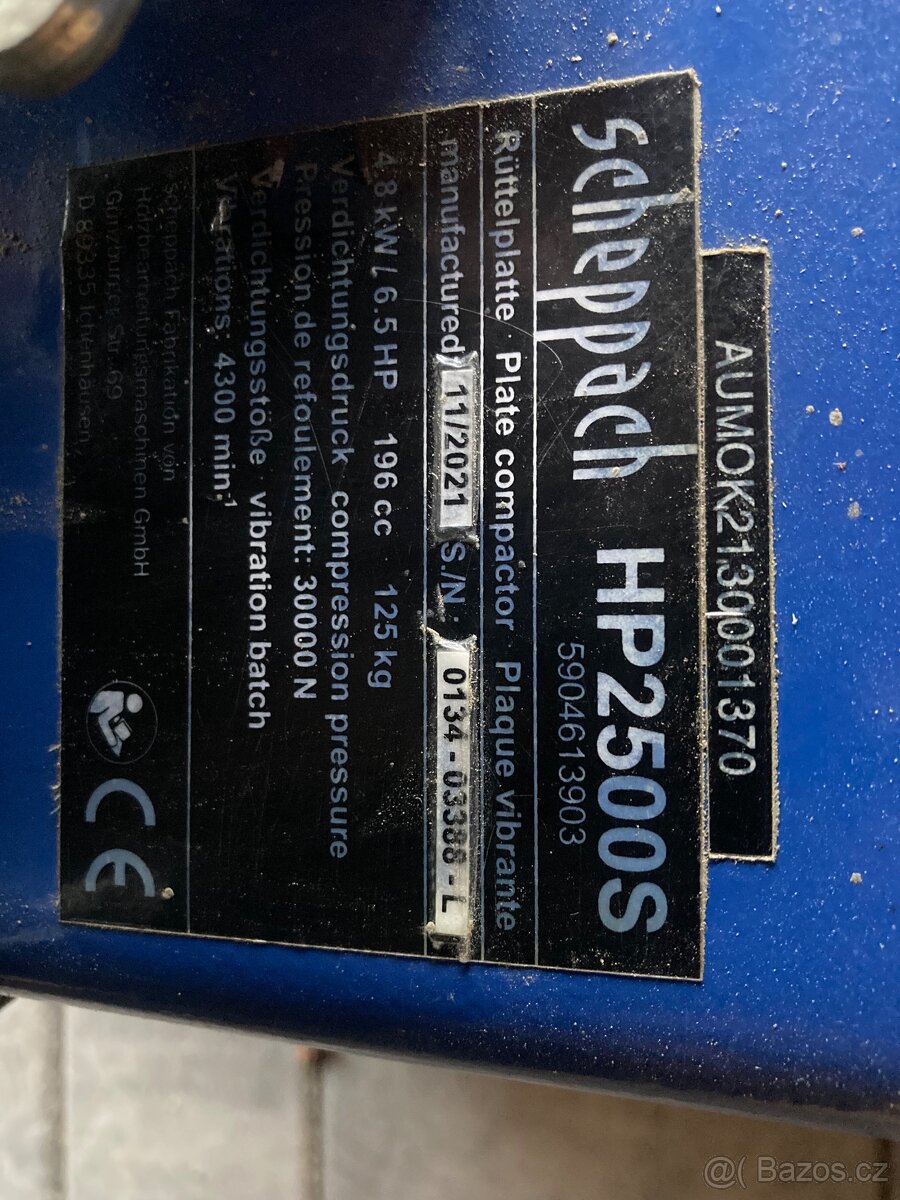 AUMOK2130001370
scheppach HP2500S
5904613903
Rüttelplatte Plate compactor Plaque vibrante
manufactured 11/2021 S./N.: 0134 - 03388 - L
4.8 kW / 6.5 HP 196 cc 125 kg
Verdichtungsdruck compression pressure
Pression de refoulement: 30000 N
Verdichtungsstöße vibration batch
Vibrations: 4300 min-1
Scheppach Fabrikation von
Holzbearbeitungsmaschinen GmbH
Günzburger Str. 69
D-89335 Ichenhausen
CE
@( Bazos.cz